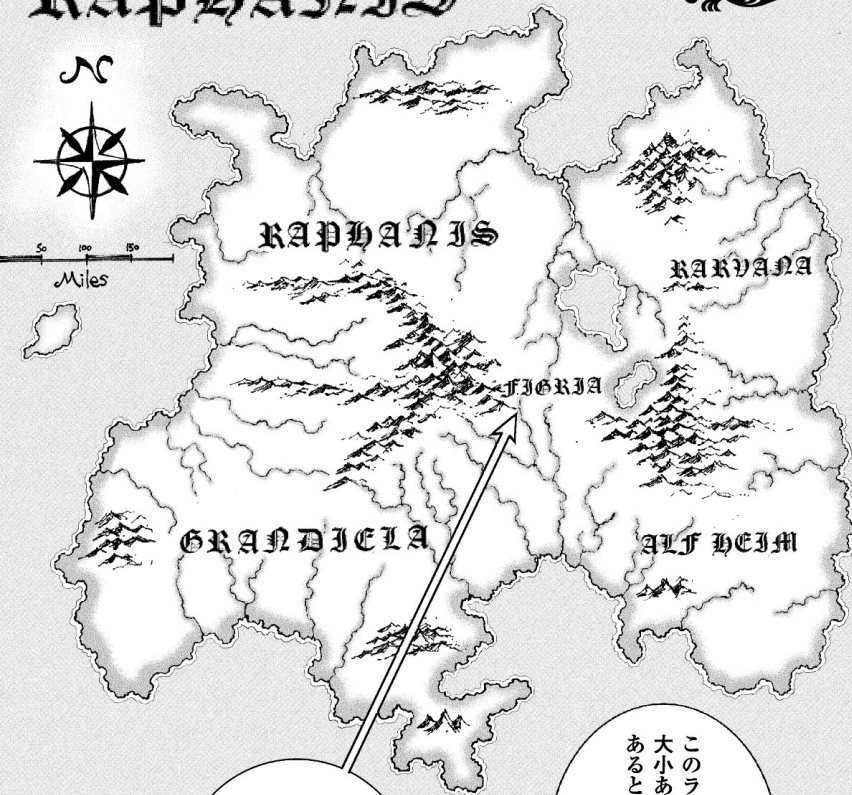 RAPHANIS
N
50 100 150
Miles
RAPHANIS
RARVANA
FIGRIA
GRANDIELA
ALF HEIM
このラ
大小あ
あると